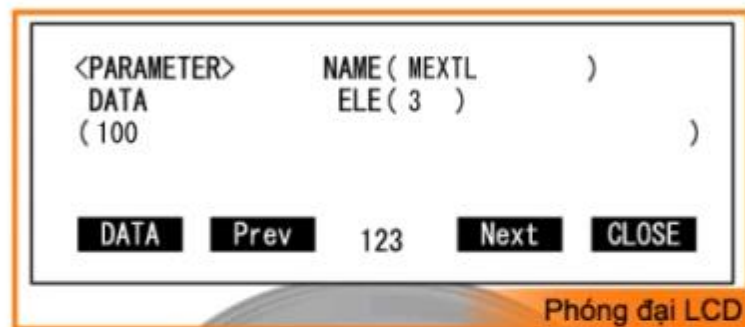 <PARAMETER> NAME( MEXTL )
DATA ELE( 3 )
(100 )
DATA Prev 123 Next CLOSE
Phóng đại LCD